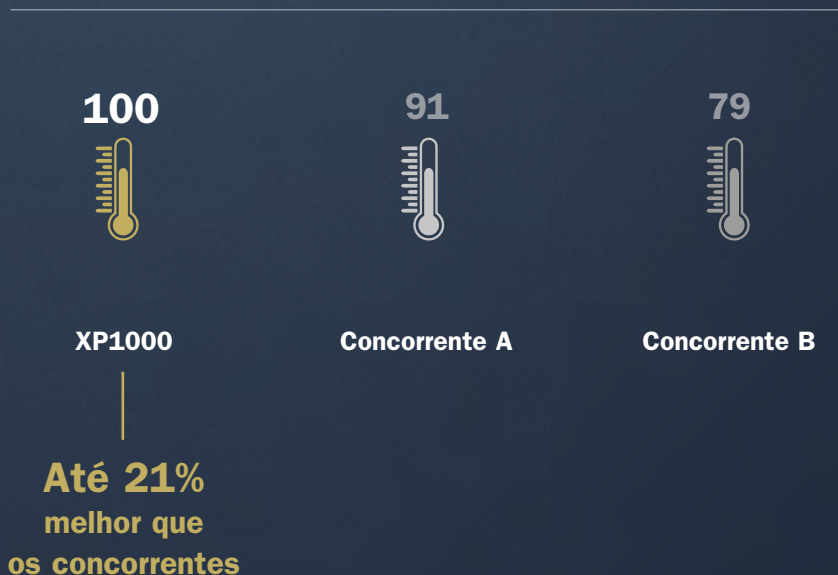 100 91 79
XP1000 Concorrente A Concorrente B
Até 21%
melhor que
os concorrentes